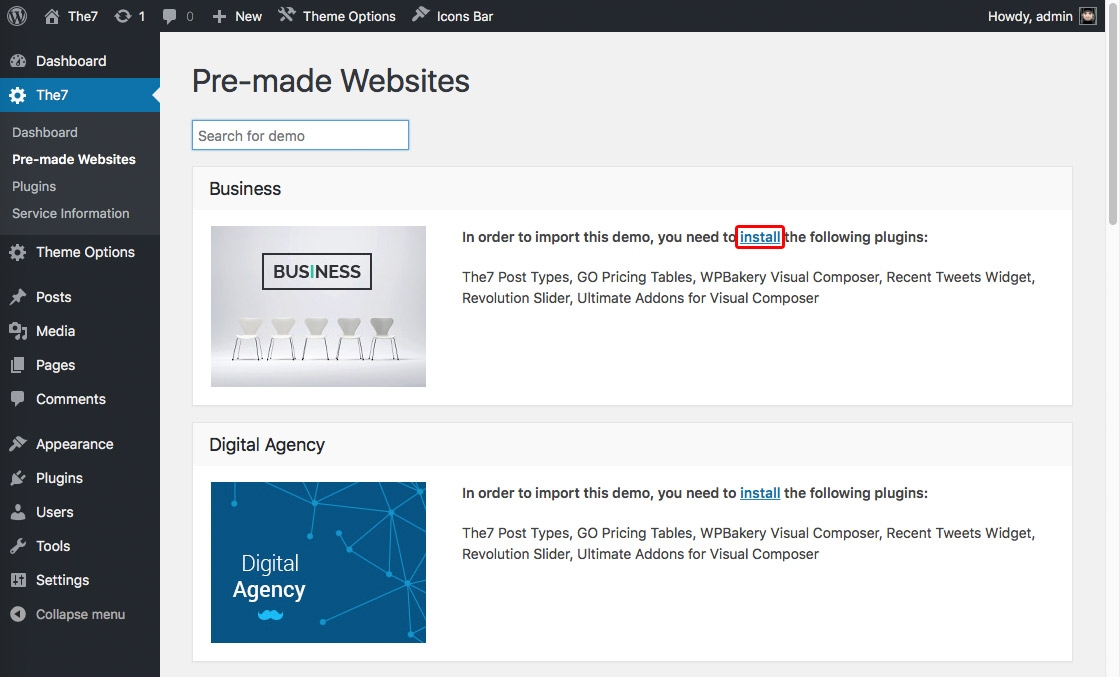 The7 1 0 New Theme Options Icons Bar Howdy, admin
Dashboard
The7
Dashboard
Pre-made Websites
Plugins
Service Information
Theme Options
Posts
Media
Pages
Comments
Appearance
Plugins
Users
Tools
Settings
Collapse menu
Pre-made Websites
Search for demo
Business
BUSINESS
In order to import this demo, you need to install the following plugins:
The7 Post Types, GO Pricing Tables, WPBakery Visual Composer, Recent Tweets Widget,
Revolution Slider, Ultimate Addons for Visual Composer
Digital Agency
Digital
Agency
In order to import this demo, you need to install the following plugins:
The7 Post Types, GO Pricing Tables, WPBakery Visual Composer, Recent Tweets Widget,
Revolution Slider, Ultimate Addons for Visual Composer